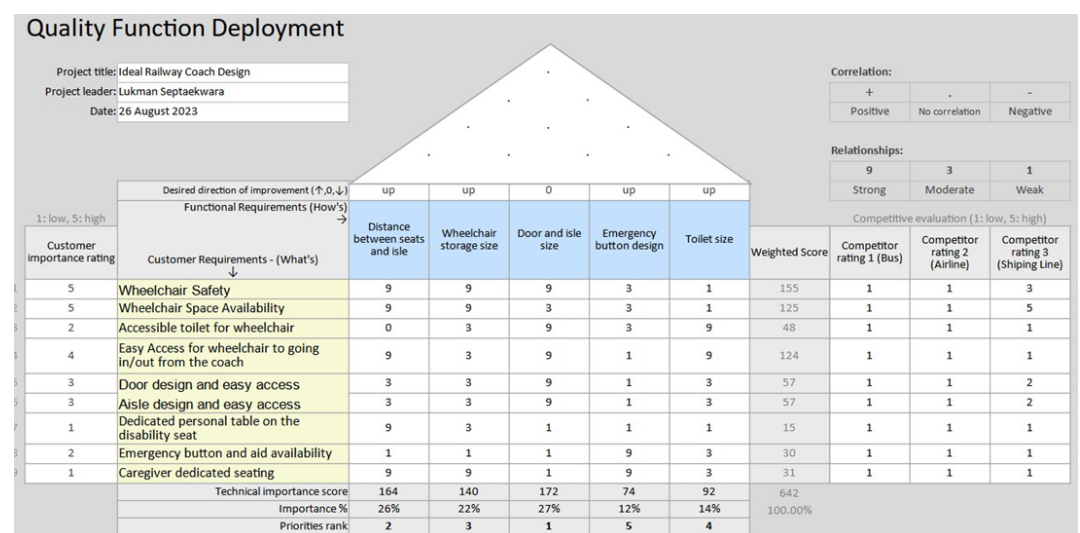 Quality Function Deployment
Project title: Ideal Railway Coach Design
Project leader: Lukman Septaekwara
Date: 26 August 2023
Correlation:
+ . -
Positive No correlation Negative
Relationships:
9 3 1
Strong Moderate Weak
Desired direction of improvement (↑,0,↓) up up 0 up up
1: low, 5: high
Functional Requirements (How's) →
Customer importance rating
Customer Requirements - (What's) ↓
Distance between seats and isle
Wheelchair storage size
Door and isle size
Emergency button design
Toilet size
Weighted Score
Competitive evaluation (1: low, 5: high)
Competitor rating 1 (Bus)
Competitor rating 2 (Airline)
Competitor rating 3 (Shiping Line)
5 Wheelchair Safety 9 9 9 3 1 155 1 1 3
5 Wheelchair Space Availability 9 9 3 3 1 125 1 1 5
2 Accessible toilet for wheelchair 0 3 9 3 9 48 1 1 1
4 Easy Access for wheelchair to going in/out from the coach 9 3 9 1 9 124 1 1 1
3 Door design and easy access 3 3 9 1 3 57 1 1 2
3 Aisle design and easy access 3 3 9 1 3 57 1 1 2
1 Dedicated personal table on the disability seat 9 3 1 1 1 15 1 1 1
2 Emergency button and aid availability 1 1 1 9 3 30 1 1 1
1 Caregiver dedicated seating 9 9 1 9 3 31 1 1 1
Technical importance score 164 140 172 74 92 642
Importance % 26% 22% 27% 12% 14% 100.00%
Priorities rank 2 3 1 5 4